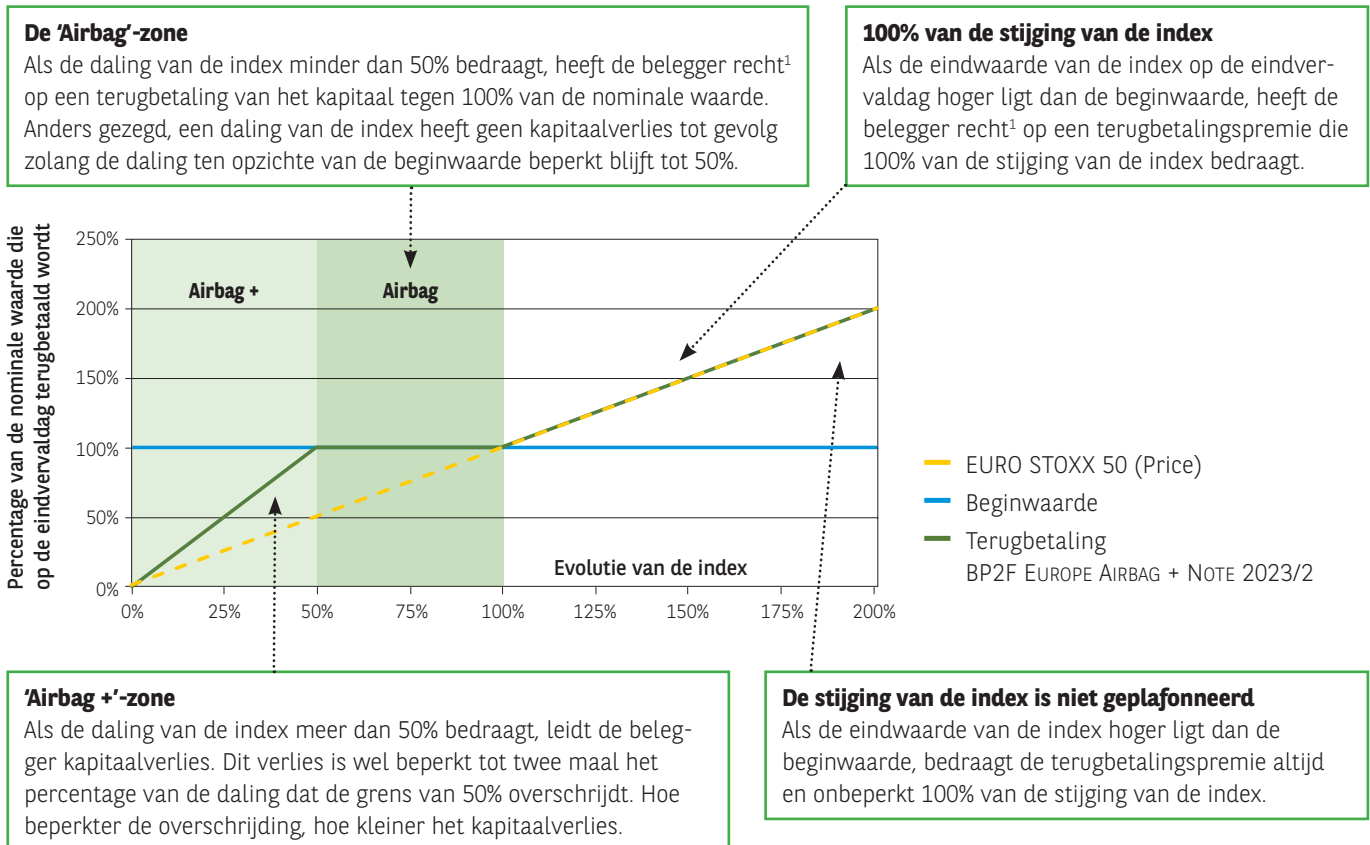 De 'Airbag'-zone
Als de daling van de index minder dan 50% bedraagt, heeft de belegger recht¹
op een terugbetaling van het kapitaal tegen 100% van de nominale waarde.
Anders gezegd, een daling van de index heeft geen kapitaalverlies tot gevolg
zolang de daling ten opzichte van de beginwaarde beperkt blijft tot 50%.
100% van de stijging van de index
Als de eindwaarde van de index op de eindver-
valdag hoger ligt dan de beginwaarde, heeft de
belegger recht¹ op een terugbetalingspremie die
100% van de stijging van de index bedraagt.
Percentage van de nominale waarde die
op de eindvervaldag terugbetaald wordt
250%
200%
150%
100%
50%
0%
Airbag +
Airbag
Evolutie van de index
0% 25% 50% 75% 100% 125% 150% 175% 200%
EURO STOXX 50 (Price)
Beginwaarde
Terugbetaling
BP2F EUROPE AIRBAG + NOTE 2023/2
'Airbag +'-zone
Als de daling van de index meer dan 50% bedraagt, leidt de beleg-
ger kapitaalverlies. Dit verlies is wel beperkt tot twee maal het
percentage van de daling dat de grens van 50% overschrijdt. Hoe
beperkter de overschrijding, hoe kleiner het kapitaalverlies.
De stijging van de index is niet geplafonneerd
Als de eindwaarde van de index hoger ligt dan de
beginwaarde, bedraagt de terugbetalingspremie altijd
en onbeperkt 100% van de stijging van de index.